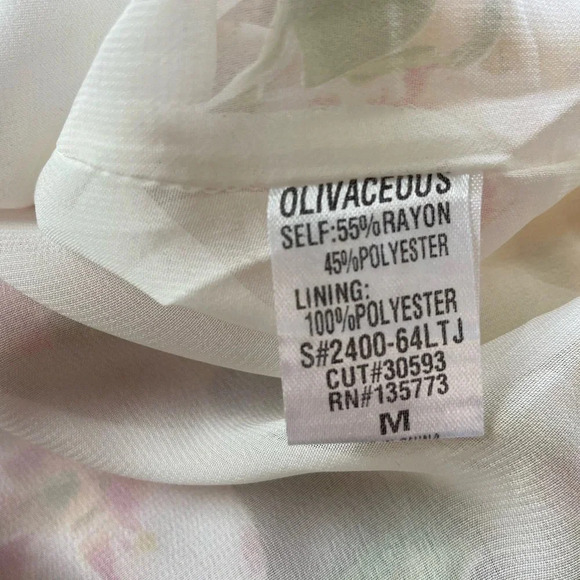 OLIVACEOUS
SELF:55%RAYON
45%POLYESTER
LINING:
100%POLYESTER
S#2400-64LTJ
CUT#30593
RN#135773
M